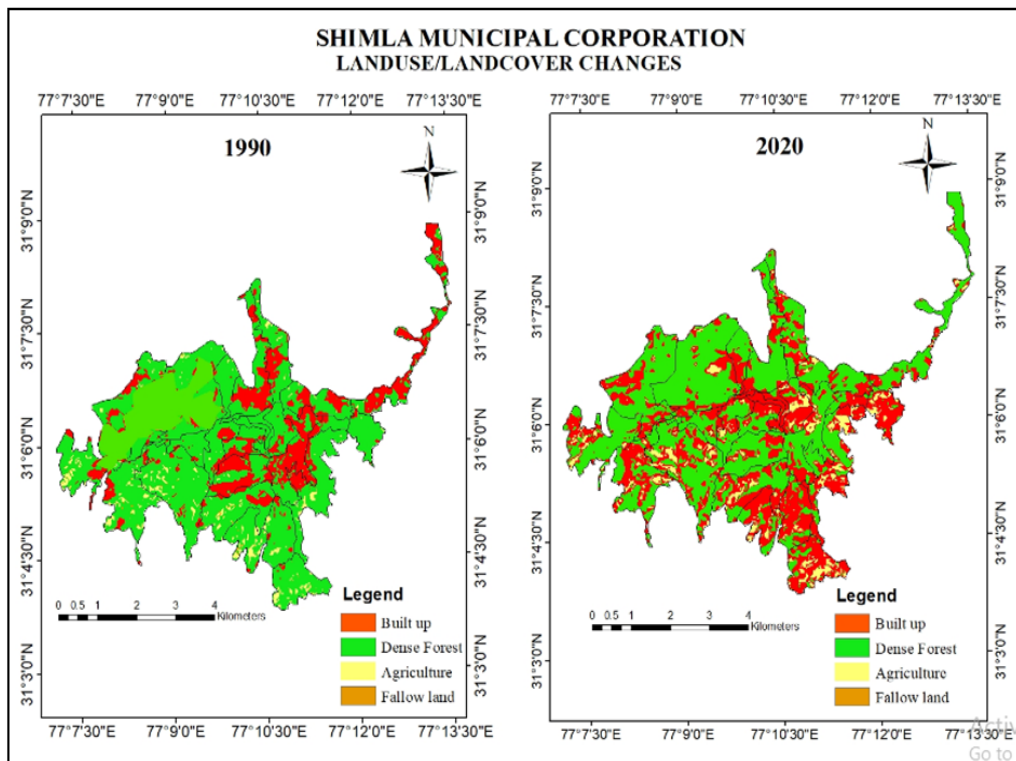 SHIMLA MUNICIPAL CORPORATION
LANDUSE/LANDCOVER CHANGES
77°7'30"E 77°9'0"E 77°10'30"E 77°12'0"E 77°13'30"E
77°7'30"E 77°9'0"E 77°10'30"E 77°12'0"E 77°13'30"E
1990
N
2020
N
31°9'0"N
31°7'30"N
31°6'0"N
31°4'30"N
31°3'0"N
31°9'0"N
31°7'30"N
31°6'0"N
31°4'30"N
31°3'0"N
31°9'0"N
31°7'30"N
31°6'0"N
31°4'30"N
31°3'0"N
31°9'0"N
31°7'30"N
31°6'0"N
31°4'30"N
31°3'0"N
0 0.5 1 2 3 4
Kilometers
Legend
Built up
Dense Forest
Agriculture
Fallow land
0 0.5 1 2 3 4
Kilometers
Legend
Built up
Dense Forest
Agriculture
Fallow land
77°7'30"E 77°9'0"E 77°10'30"E 77°12'0"E 77°13'30"E
77°7'30"E 77°9'0"E 77°10'30"E 77°12'0"E 77°13'30"E
Go to